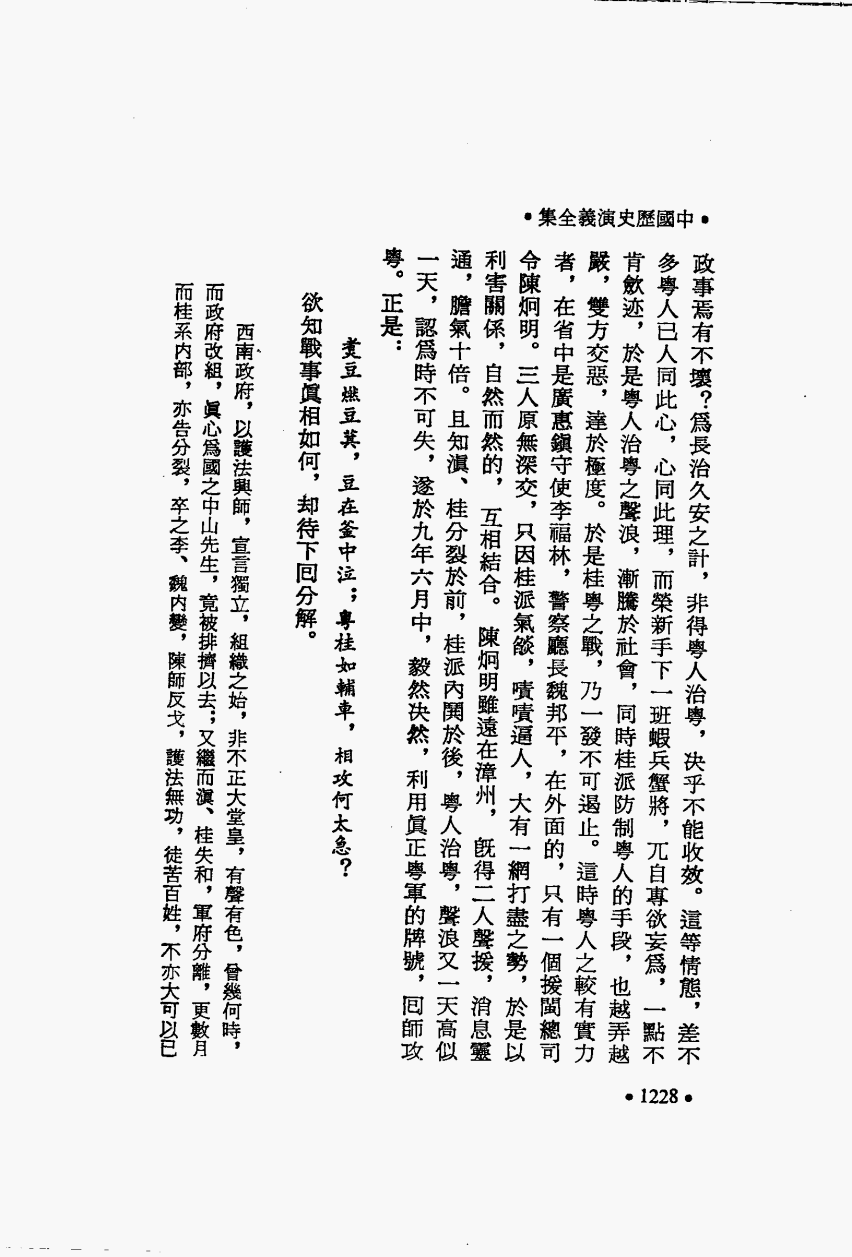 •中國歷史演義全集•
政事焉有不壞？爲長治久安之計，非得粵人治粵，決乎不能收效。這等情態，差不
多粵人已人同此心，心同此理，而榮新手下一班蝦兵蟹將，兀自專欲妄爲，一點不
肯斂迹，於是粵人治粵之聲浪，漸騰於社會，同時桂派防制粵人的手段，也越弄越
嚴，雙方交惡，達於極度。於是桂粵之戰，乃一發不可遏止。這時粵人之較有實力
者，在省中是廣惠鎭守使李福林，警察廳長魏邦平，在外面的，只有一個援閩總司
令陳炯明。三人原無深交，只因桂派氣燄，嘖嘖逼人，大有一網打盡之勢，於是以
利害關係，自然而然的，互相結合。陳炯明雖遠在漳州，旣得二人聲援，消息靈
通，膽氣十倍。且知滇、桂分裂於前，桂派內鬨於後，粵人治粵，聲浪又一天高似
一天，認爲時不可失，遂於九年六月中，毅然決然，利用眞正粵軍的牌號，回師攻
粵。正是：
煑豆燃豆萁，豆在釜中泣；粵桂如輔車，相攻何太急？
欲知戰事眞相如何，却待下回分解。
西南政府，以護法興師，宣言獨立，組織之始，非不正大堂皇，有聲有色，曾幾何時，
而政府改組，眞心爲國之中山先生，竟被排擠以去；又繼而滇、桂失和，軍府分離，更數月
而桂系內部，亦告分裂，卒之李、魏內變，陳師反戈，護法無功，徒苦百姓，不亦大可以已
•1228•